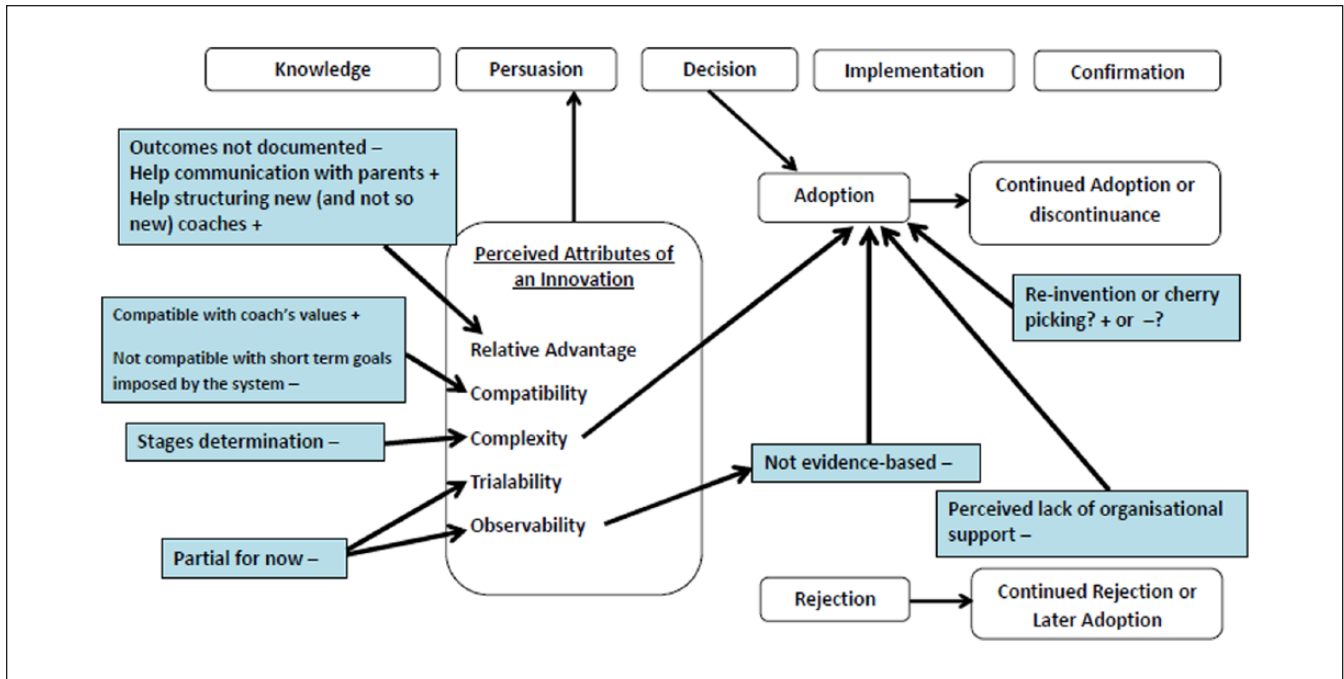 Knowledge
Persuasion
Decision
Implementation
Confirmation
Outcomes not documented –
Help communication with parents +
Help structuring new (and not so
new) coaches +
Compatible with coach's values +
Not compatible with short term goals
imposed by the system –
Stages determination –
Partial for now –
Perceived Attributes of
an Innovation
Relative Advantage
Compatibility
Complexity
Trialability
Observability
Adoption
Continued Adoption or
discontinuance
Re-invention or cherry
picking? + or –?
Not evidence-based –
Perceived lack of organisational
support –
Rejection
Continued Rejection or
Later Adoption